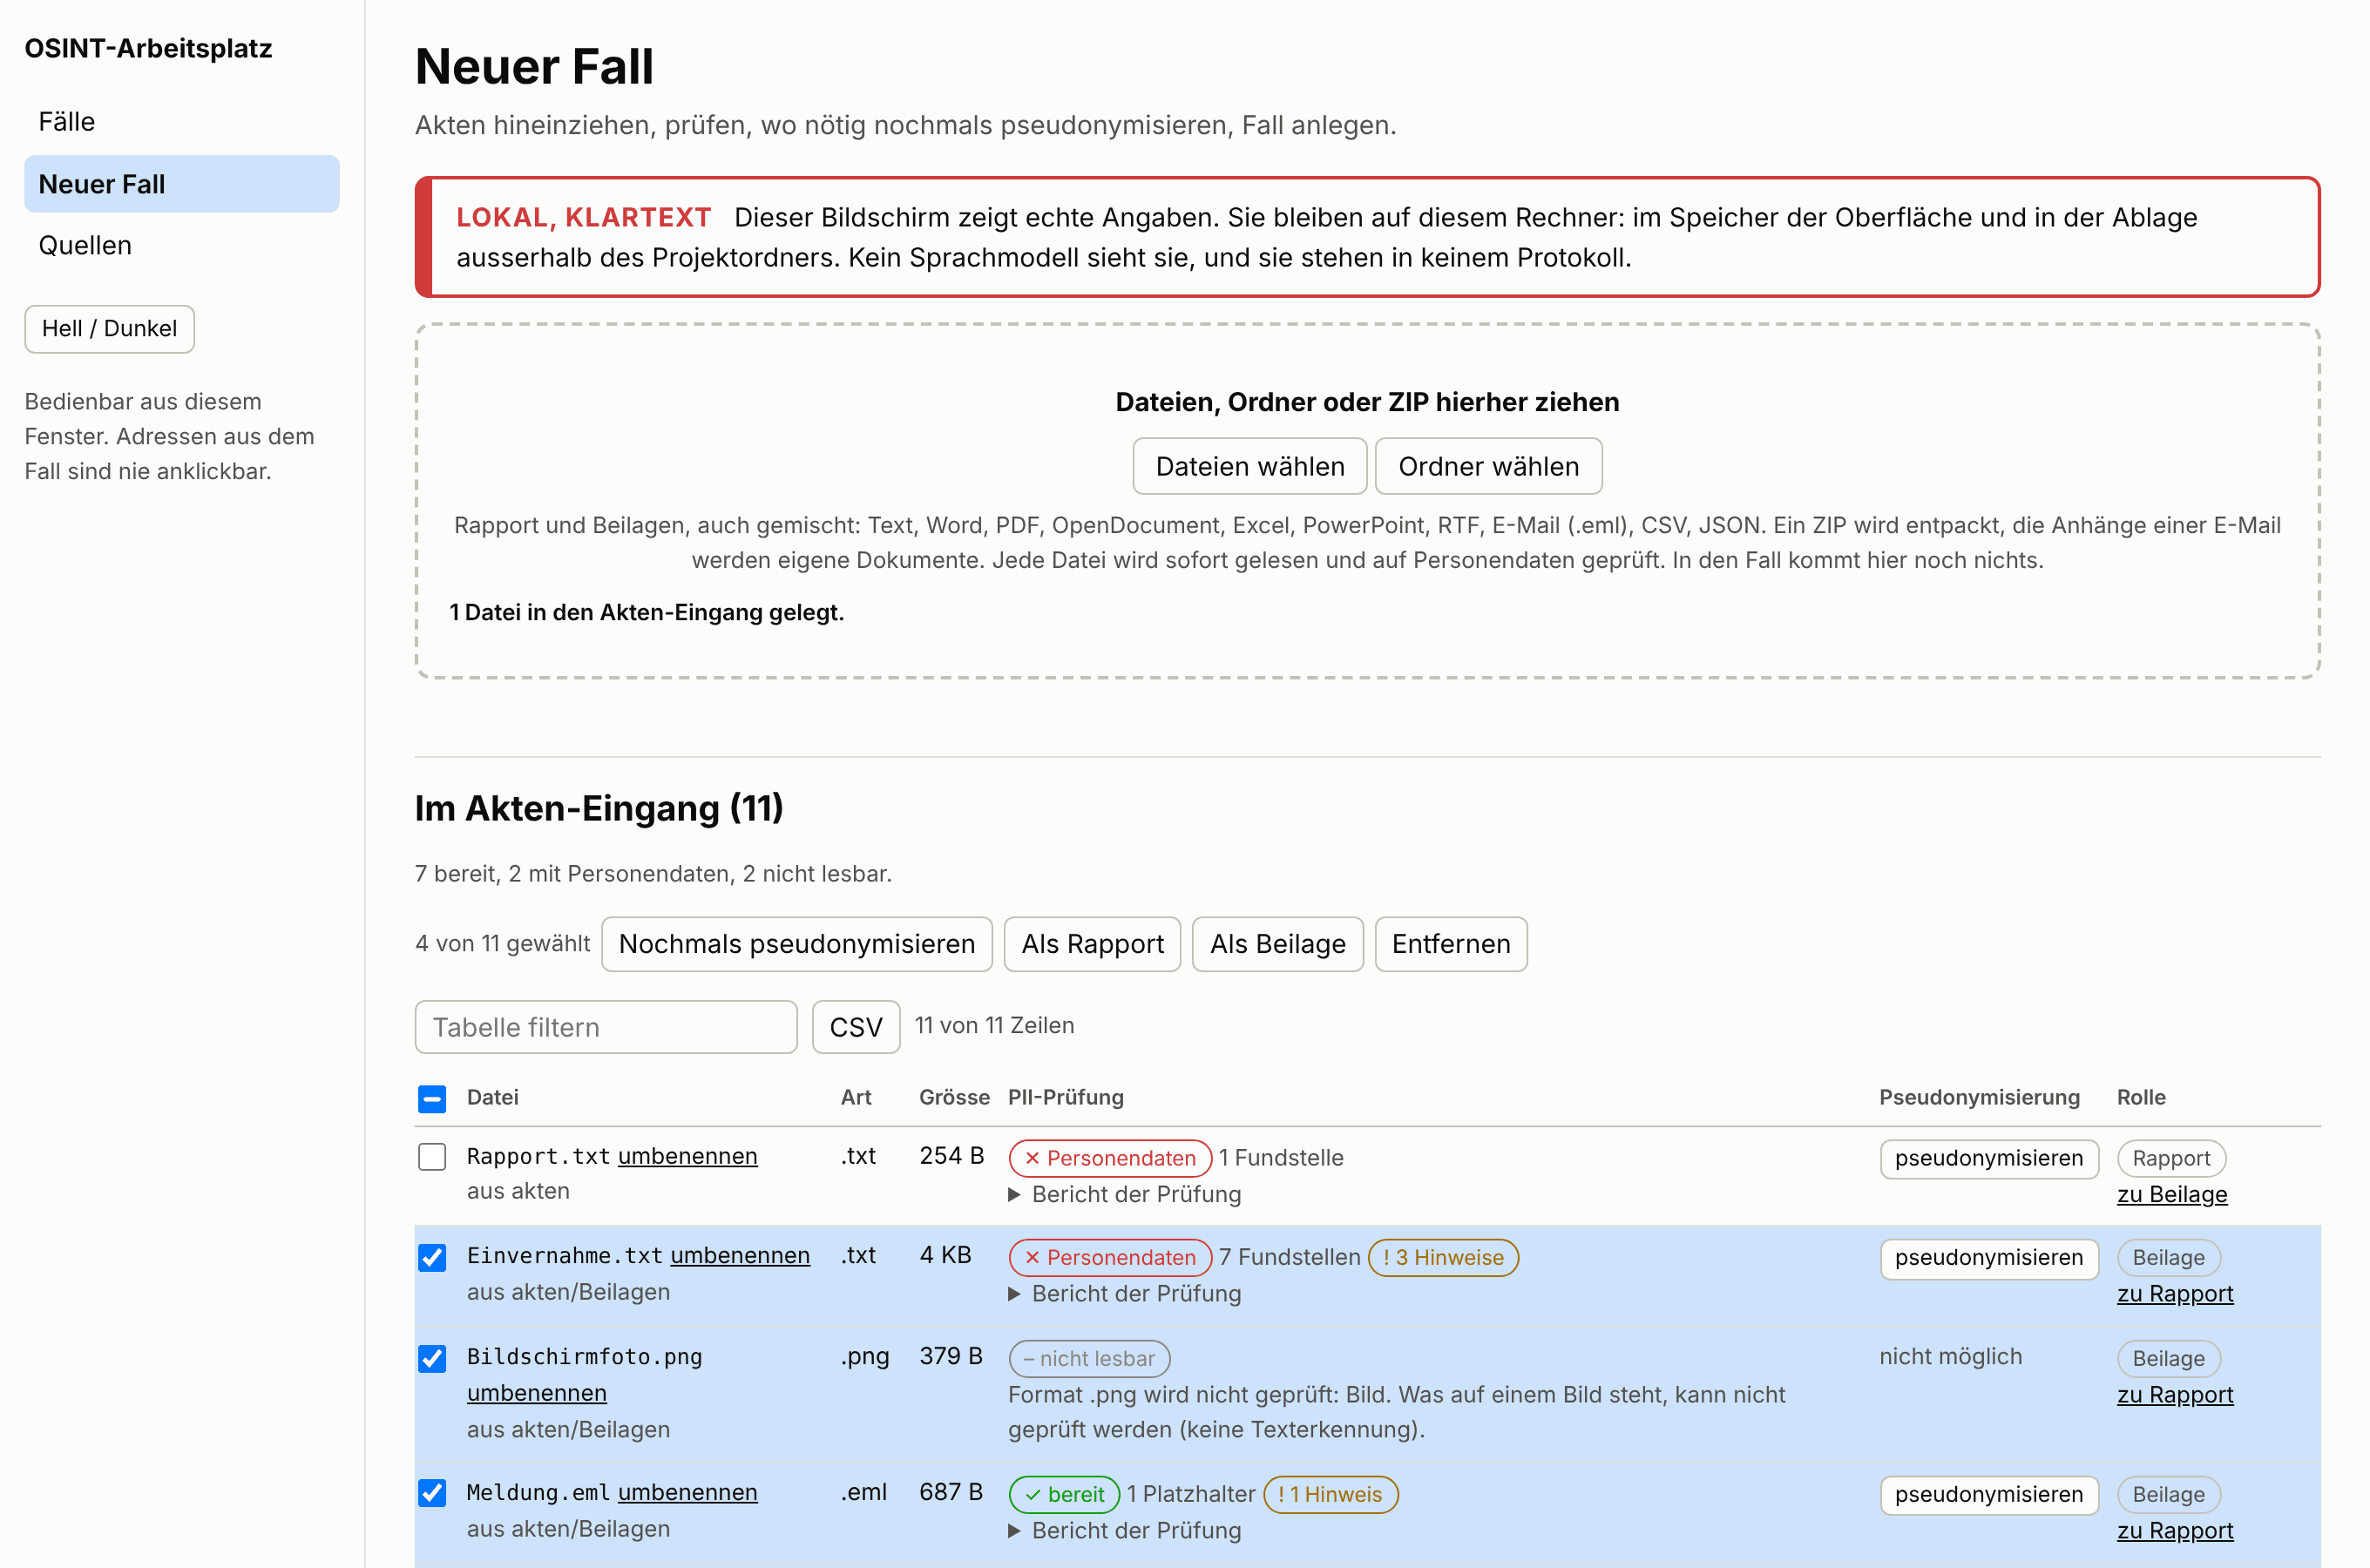 OSINT-Arbeitsplatz
Fälle
Neuer Fall
Quellen
Hell / Dunkel
Bedienbar aus diesem
Fenster. Adressen aus dem
Fall sind nie anklickbar.
Neuer Fall
Akten hineinziehen, prüfen, wo nötig nochmals pseudonymisieren, Fall anlegen.
LOKAL, KLARTEXT Dieser Bildschirm zeigt echte Angaben. Sie bleiben auf diesem Rechner: im Speicher der Oberfläche und in der Ablage
ausserhalb des Projektordners. Kein Sprachmodell sieht sie, und sie stehen in keinem Protokoll.
Dateien, Ordner oder ZIP hierher ziehen
Dateien wählen Ordner wählen
Rapport und Beilagen, auch gemischt: Text, Word, PDF, OpenDocument, Excel, PowerPoint, RTF, E-Mail (.eml), CSV, JSON. Ein ZIP wird entpackt, die Anhänge einer E-Mail
werden eigene Dokumente. Jede Datei wird sofort gelesen und auf Personendaten geprüft. In den Fall kommt hier noch nichts.
1 Datei in den Akten-Eingang gelegt.
Im Akten-Eingang (11)
7 bereit, 2 mit Personendaten, 2 nicht lesbar.
4 von 11 gewählt Nochmals pseudonymisieren Als Rapport Als Beilage Entfernen
Tabelle filtern CSV 11 von 11 Zeilen
Datei Art Grösse PII-Prüfung Pseudonymisierung Rolle
Rapport.txt umbenennen .txt 254 B ✕ Personendaten 1 Fundstelle pseudonymisieren Rapport
aus akten ▶ Bericht der Prüfung zu Beilage
Einvernahme.txt umbenennen .txt 4 KB ✕ Personendaten 7 Fundstellen ! 3 Hinweise pseudonymisieren Beilage
aus akten/Beilagen ▶ Bericht der Prüfung zu Rapport
Bildschirmfoto.png .png 379 B – nicht lesbar nicht möglich Beilage
umbenennen Format .png wird nicht geprüft: Bild. Was auf einem Bild steht, kann nicht zu Rapport
aus akten/Beilagen geprüft werden (keine Texterkennung).
Meldung.eml umbenennen .eml 687 B ✓ bereit 1 Platzhalter ! 1 Hinweis pseudonymisieren Beilage
aus akten/Beilagen ▶ Bericht der Prüfung zu Rapport